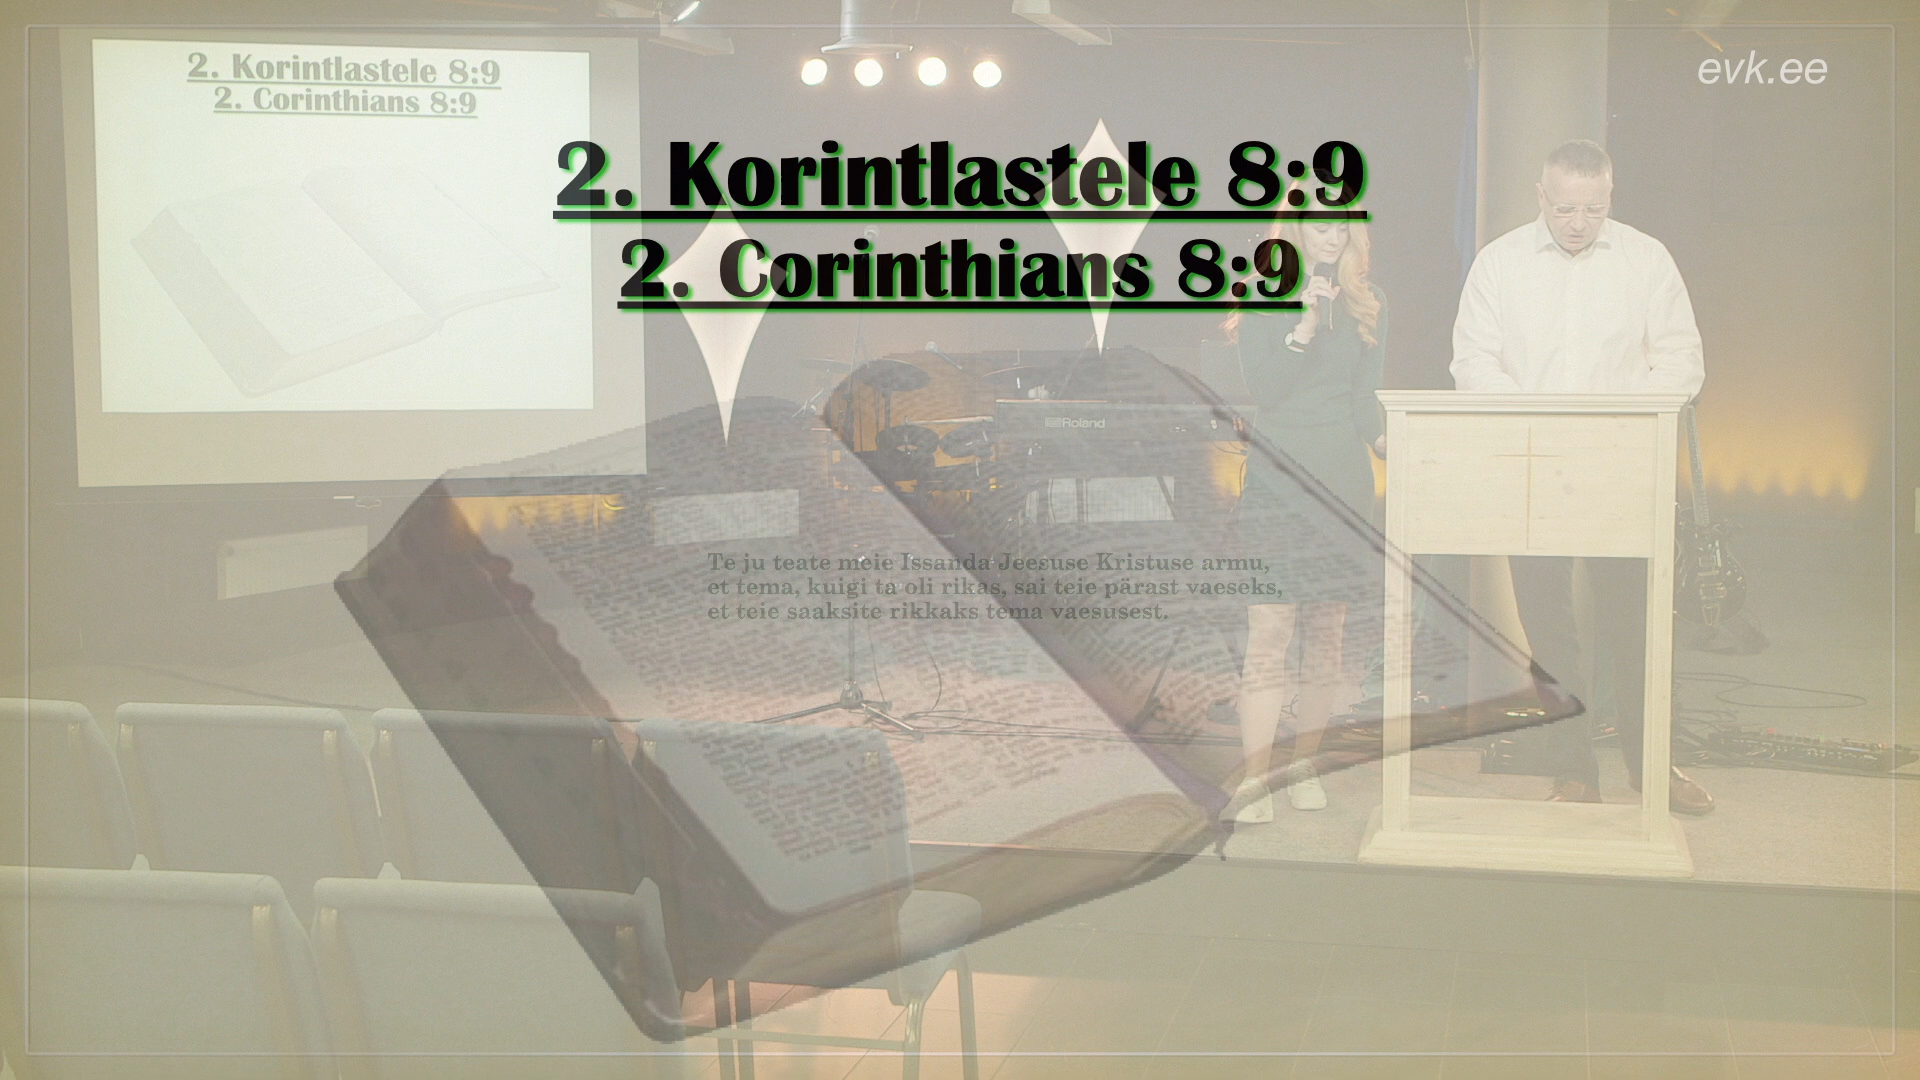 2. Korintlastele 8:9
2. Corinthians 8:9
evk.ee
2. Korintlastele 8:9
2. Corinthians 8:9
Roland
Te ju teate meie Issanda Jeesuse Kristuse armu,
et tema, kuigi ta oli rikas, sai teie pärast vaeseks,
et teie saaksite rikkaks tema vaesusest.